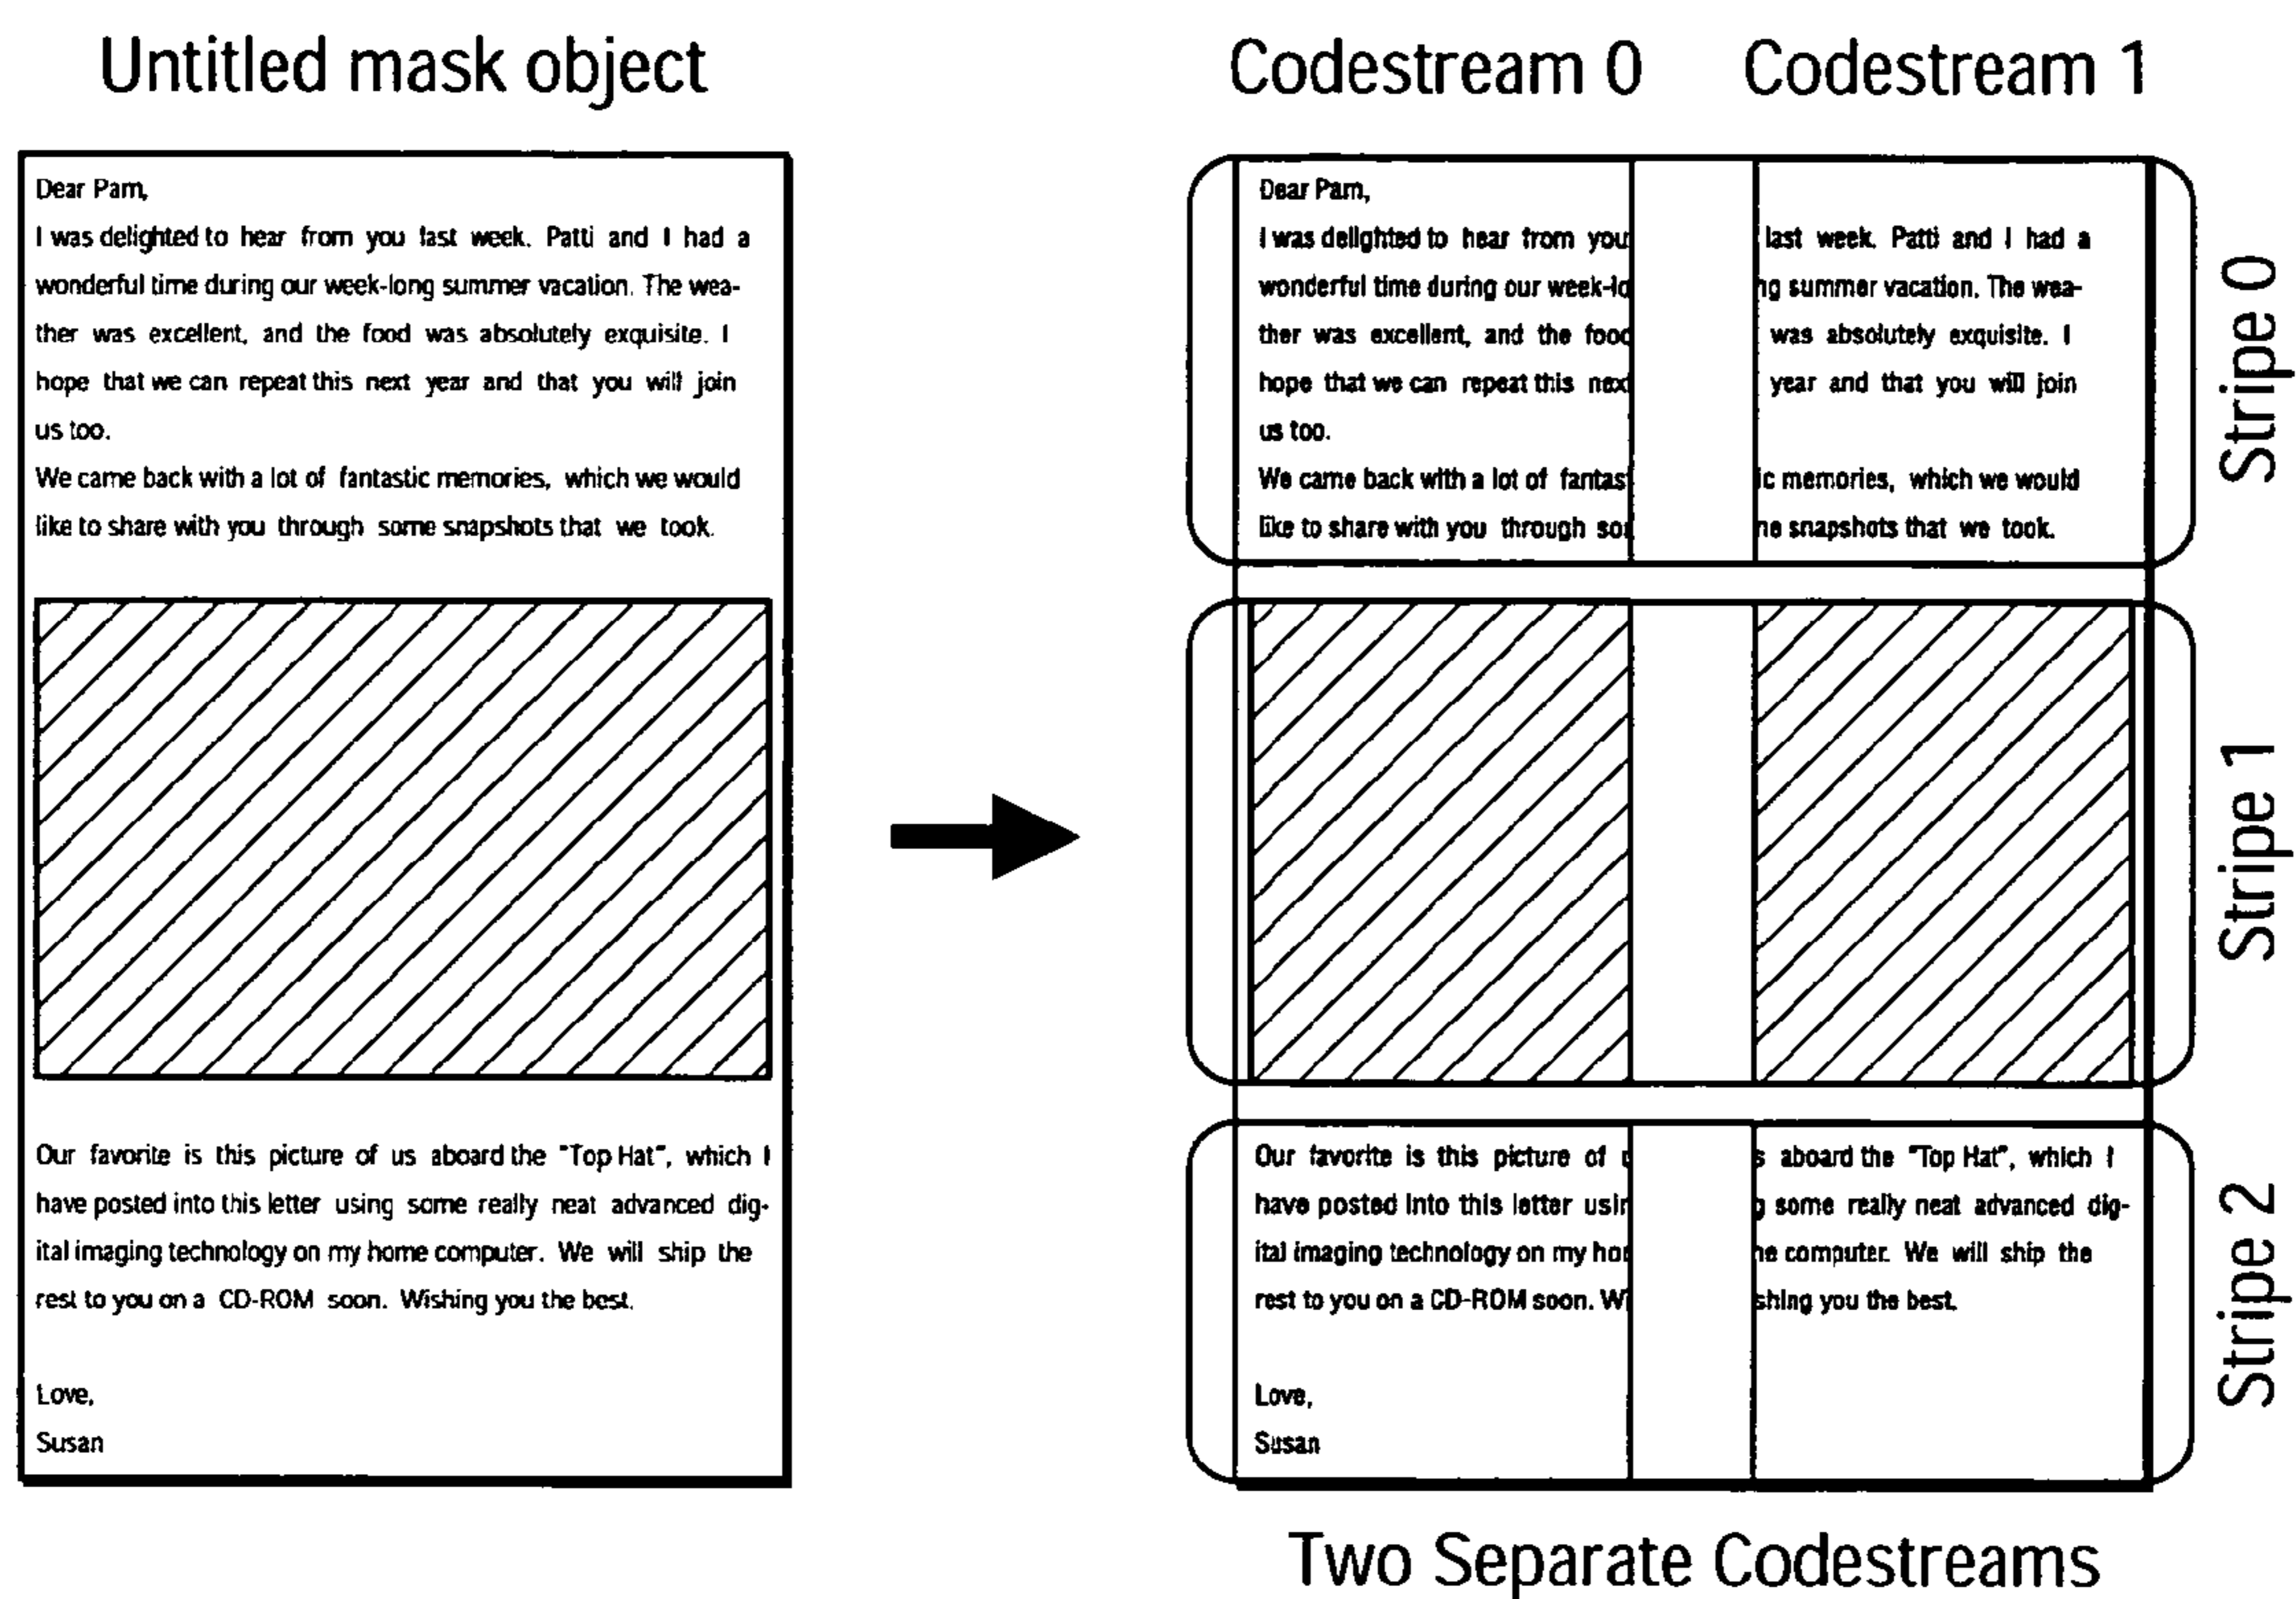 Untitled mask object
Dear Pam,
I was delighted to hear from you last week. Patti and I had a
wonderful time during our week-long summer vacation. The wea-
ther was excellent, and the food was absolutely exquisite. I
hope that we can repeat this next year and that you will join
us too.
We came back with a lot of fantastic memories, which we would
like to share with you through some snapshots that we took.
Our favorite is this picture of us aboard the "Top Hat", which I
have posted into this letter using some really neat advanced dig-
ital imaging technology on my home computer. We will ship the
rest to you on a CD-ROM soon. Wishing you the best.
Love,
Susan
Codestream 0
Codestream 1
Dear Pam,
I was delighted to hear from you
wonderful time during our week-lo
ther was excellent, and the food
hope that we can repeat this nex
us too.
We came back with a lot of fantas
like to share with you through so
last week. Patti and I had a
ng summer vacation. The wea-
was absolutely exquisite. I
year and that you will join
ic memories, which we would
me snapshots that we took.
Stripe 0
Stripe 1
Our favorite is this picture of
have posted into this letter usin
ital imaging technology on my ho
rest to you on a CD-ROM soon. Wi
Love,
Susan
s aboard the "Top Hat", which I
g some really neat advanced dig-
me computer. We will ship the
shing you the best.
Stripe 2
Two Separate Codestreams